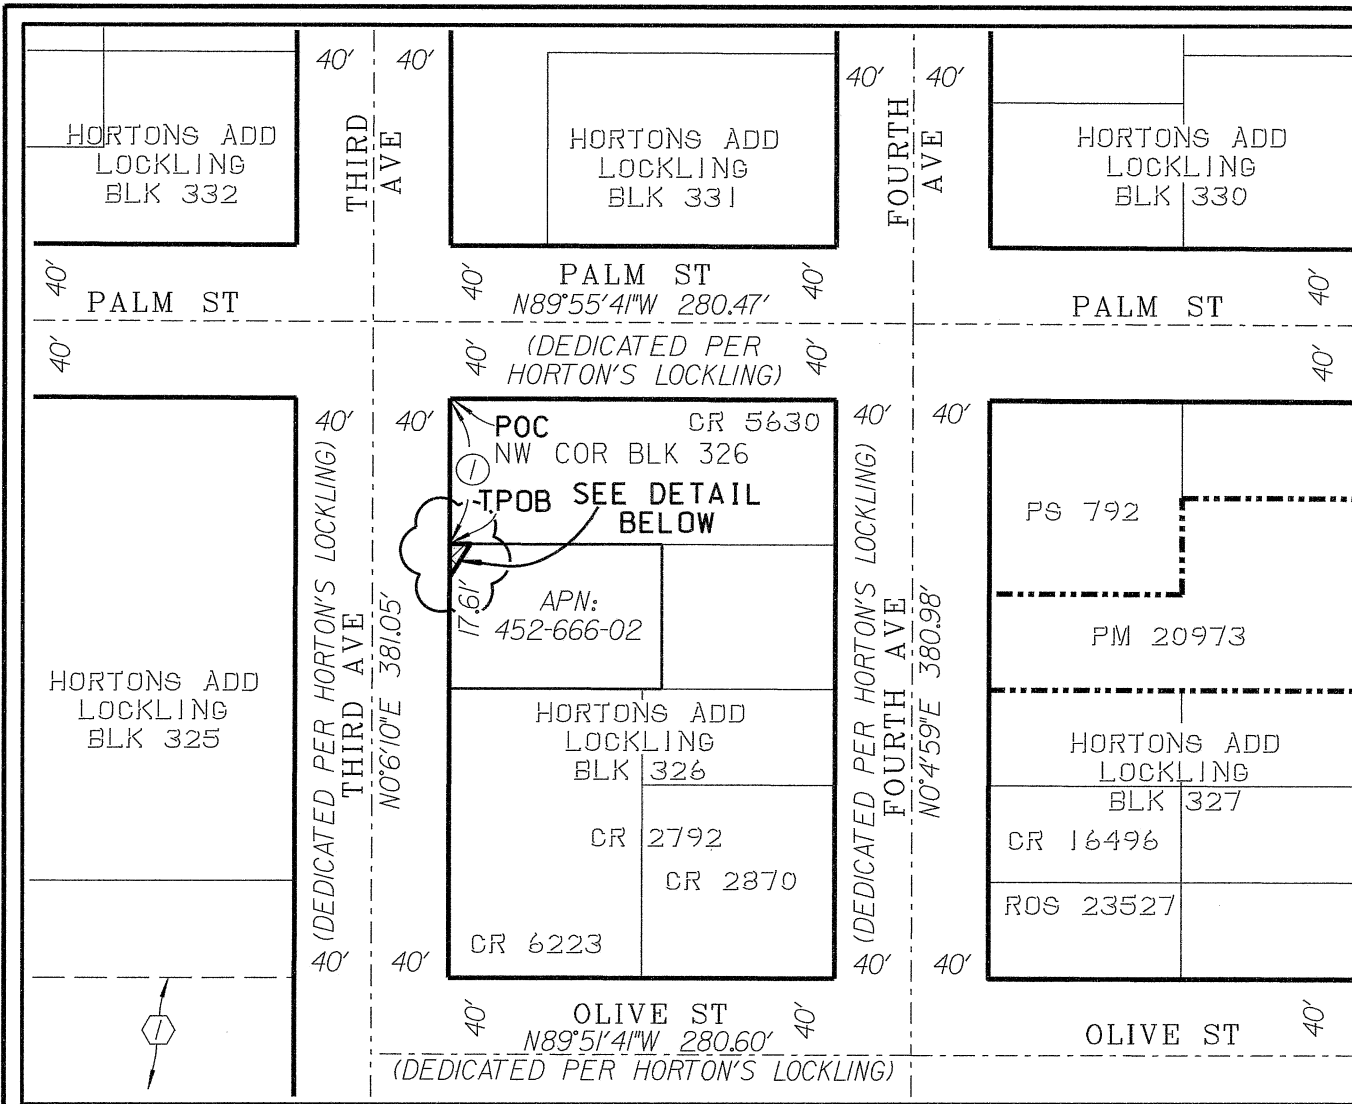 40'
40'
40'
40'
THIRD
AVE
FOURTH
AVE
HORTONS ADD
LOCKLING
BLK 332
HORTONS ADD
LOCKLING
BLK 331
HORTONS ADD
LOCKLING
BLK 330
40'
40'
40'
40'
PALM ST
PALM ST
N89°55'41"W 280.47'
PALM ST
40'
40'
40'
40'
(DEDICATED PER
HORTON'S LOCKLING)
40'
40'
40'
40'
POC
NW COR BLK 326
CR 5630
1
TPOB
SEE DETAIL
BELOW
17.61'
APN:
452-666-02
PS 792
PM 20973
(DEDICATED PER HORTON'S LOCKLING)
THIRD AVE
N0°6'10"E 381.05'
(DEDICATED PER HORTON'S LOCKLING)
FOURTH AVE
N0°4'59"E 380.98'
HORTONS ADD
LOCKLING
BLK 325
HORTONS ADD
LOCKLING
BLK 326
HORTONS ADD
LOCKLING
BLK 327
CR 2792
CR 2870
CR 6223
CR 16496
ROS 23527
40'
40'
40'
40'
1
40'
40'
40'
OLIVE ST
N89°51'41"W 280.60'
(DEDICATED PER HORTON'S LOCKLING)
OLIVE ST